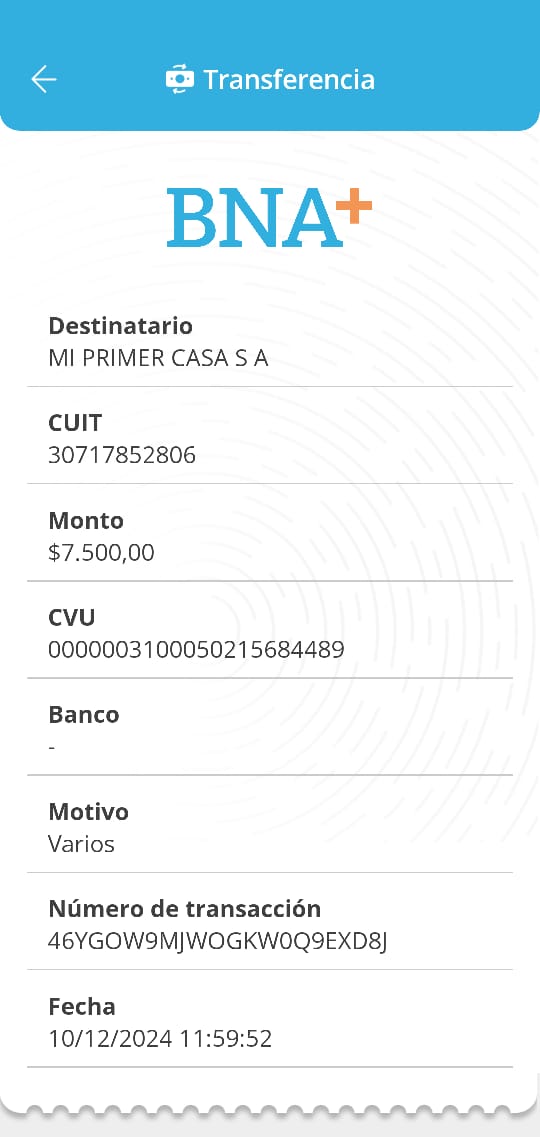 Transferencia
BNA+
Destinatario
MI PRIMER CASA S A
CUIT
30717852806
Monto
$7.500,00
CVU
0000003100050215684489
Banco
-
Motivo
Varios
Número de transacción
46YGOW9MJWOGKW0Q9EXD8J
Fecha
10/12/2024 11:59:52